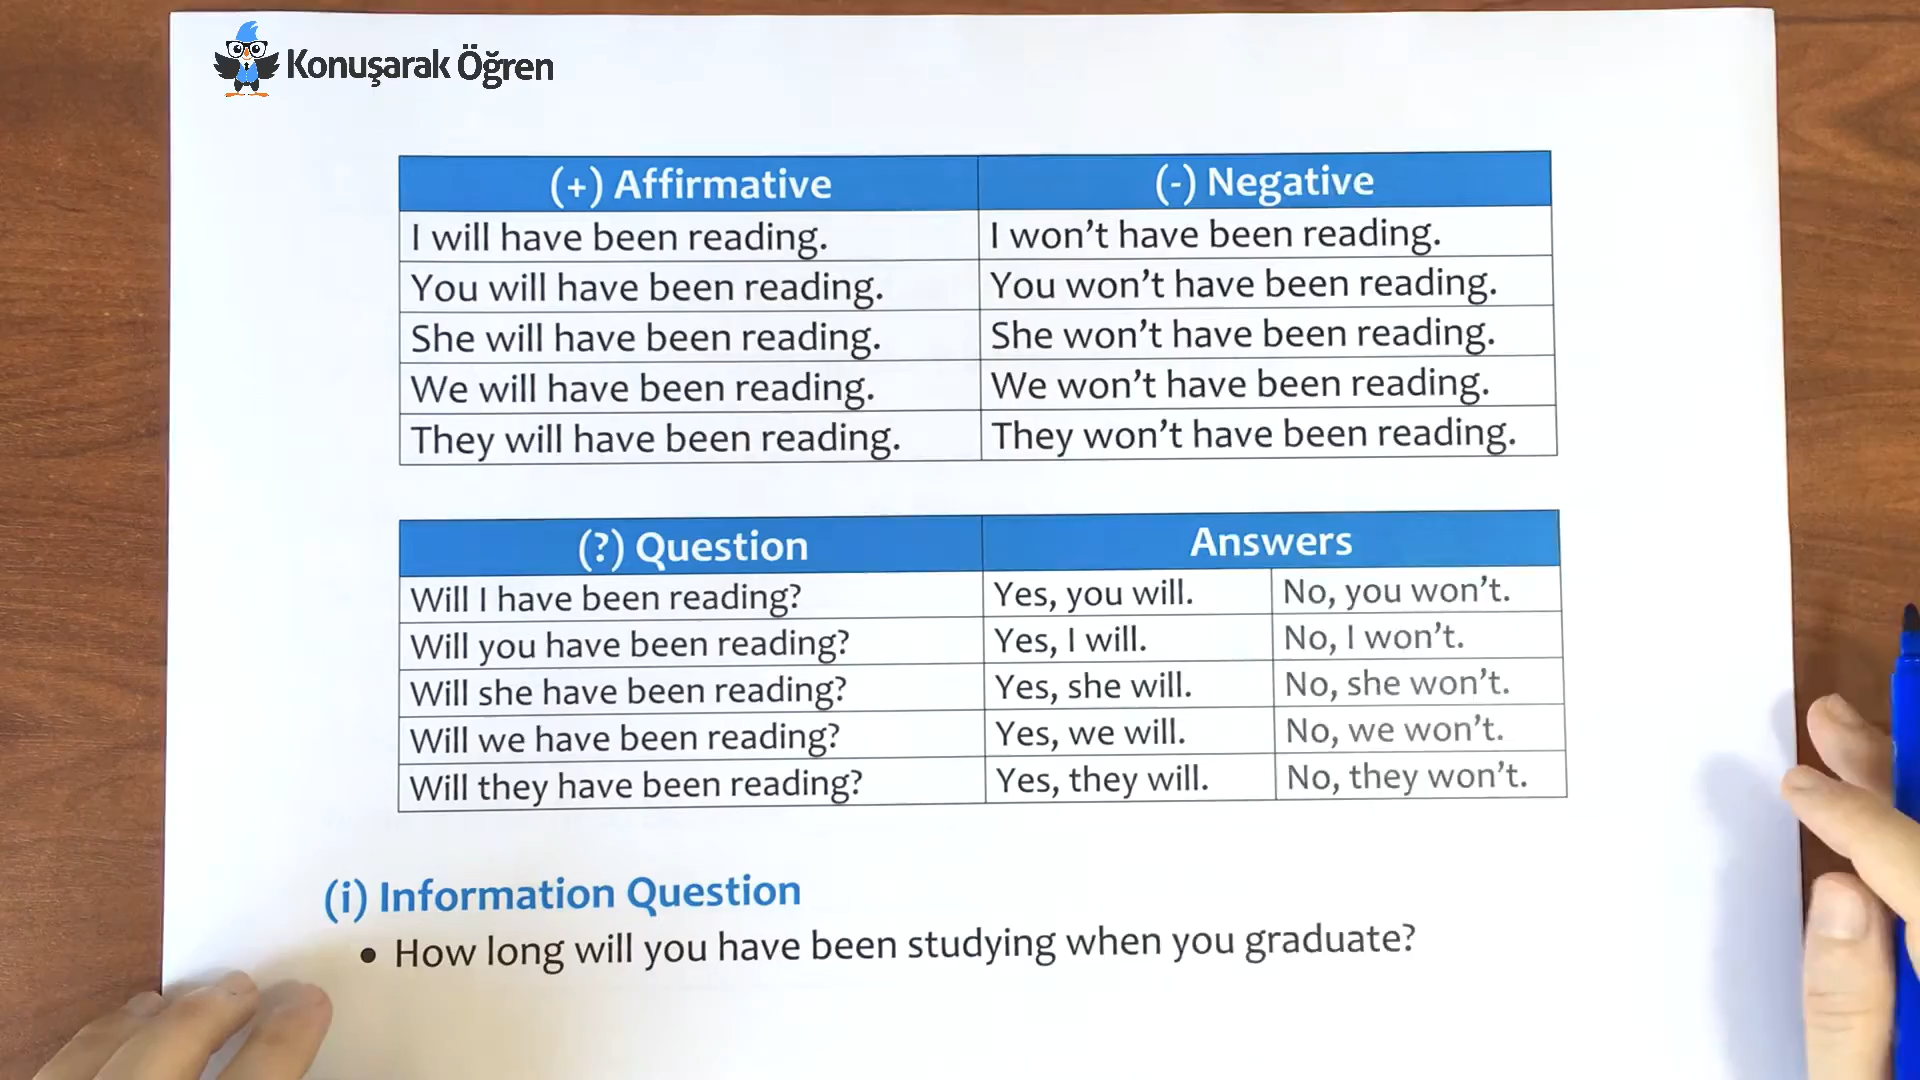 Konuşarak Öğren
(+) Affirmative (-) Negative
I will have been reading. I won't have been reading.
You will have been reading. You won't have been reading.
She will have been reading. She won't have been reading.
We will have been reading. We won't have been reading.
They will have been reading. They won't have been reading.
(?) Question Answers
Will I have been reading? Yes, you will. No, you won't.
Will you have been reading? Yes, I will. No, I won't.
Will she have been reading? Yes, she will. No, she won't.
Will we have been reading? Yes, we will. No, we won't.
Will they have been reading? Yes, they will. No, they won't.
(i) Information Question
• How long will you have been studying when you graduate?